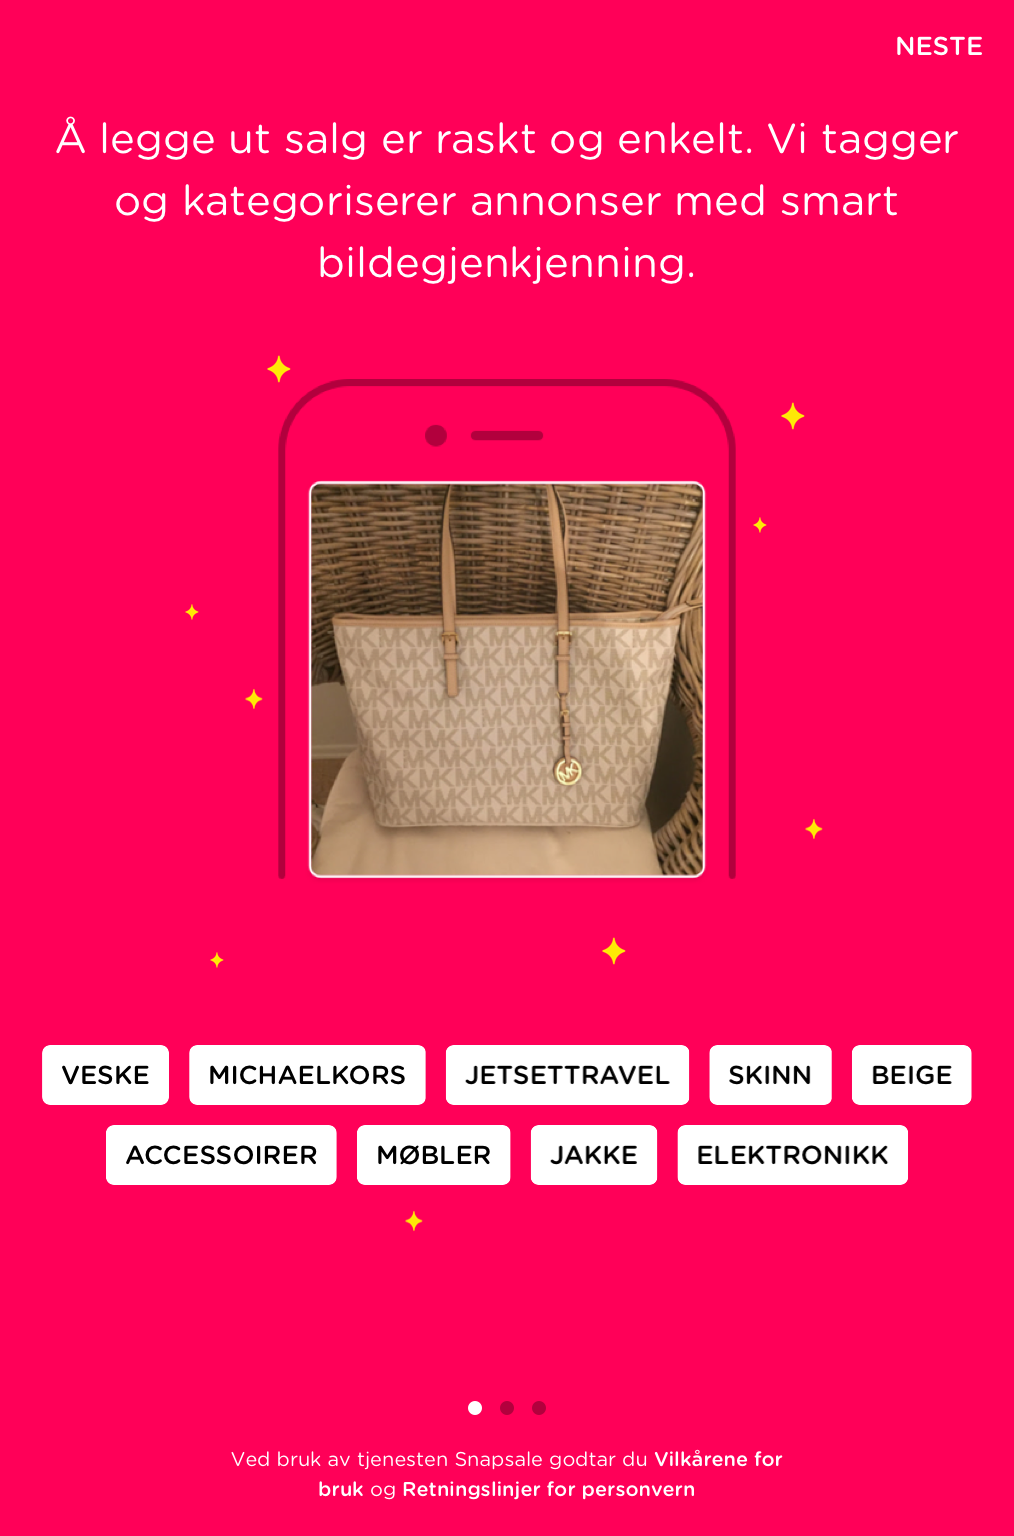 NESTE
Å legge ut salg er raskt og enkelt. Vi tagger
og kategoriserer annonser med smart
bildegjenkjenning.
VESKE MICHAELKORS JETSETTRAVEL SKINN BEIGE
ACCESSOIRER MØBLER JAKKE ELEKTRONIKK
Ved bruk av tjenesten Snapsale godtar du Vilkårene for
bruk og Retningslinjer for personvern